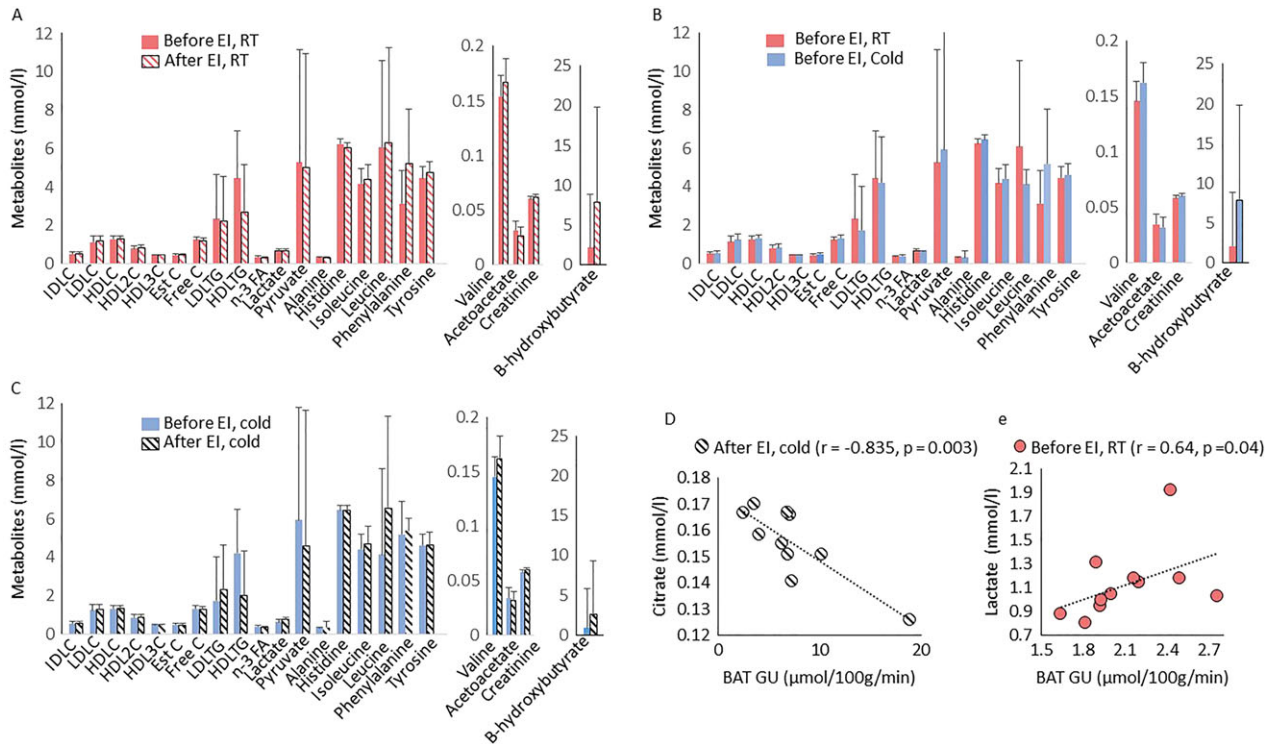 A
Metabolites (mmol/l)
12
10
8
6
4
2
0
Before EI, RT
After EI, RT
IDLC
LDLC
HDLC
HDL2C
HDL3C
Est C
Free C
LDLTG
HDLTG
n-3 FA
Lactate
Pyruvate
Alanine
Histidine
Isleucine
Leucine
Phenylalanine
Tyrosine
0.2
0.15
0.1
0.05
0
Valine
Acetoacetate
Creatinine
25
20
15
10
5
0
B-hydroxybutyrate
B
Metabolites (mmol/l)
12
10
8
6
4
2
0
Before EI, RT
Before EI, Cold
IDLC
LDLC
HDLC
HDL2C
HDL3C
Est C
Free C
LDLTG
HDLTG
n-3 FA
Lactate
Pyruvate
Alanine
Histidine
Isoleucine
Leucine
Phenylalanine
Tyrosine
0.2
0.15
0.1
0.05
0
Valine
Acetoacetate
Creatinine
25
20
15
10
5
0
B-hydroxybutyrate
C
Metabolites (mmol/l)
12
10
8
6
4
2
0
Before EI, cold
After EI, cold
IDLC
LDLC
HDLC
HDL2C
HDL3C
Est C
Free C
LDLTG
HDLTG
n-3 FA
Lactate
Pyruvate
Alanine
Histidine
Isoleucine
Leucine
Phenylalanine
Tyrosine
0.2
0.15
0.1
0.05
0
Valine
Acetoacetate
Creatinine
25
20
15
10
5
0
B-hydroxybutyrate
D
After EI, cold (r = -0.835, p = 0.003)
Citrate (mmol/l)
0.18
0.17
0.16
0.15
0.14
0.13
0.12
0
10
20
BAT GU (µmol/100g/min)
e
Before EI, RT (r = 0.64, p=0.04)
Lactate (mmol/l)
2.1
1.9
1.7
1.5
1.3
1.1
0.9
0.7
1.5
1.8
2.1
2.4
2.7
BAT GU (µmol/100g/min)